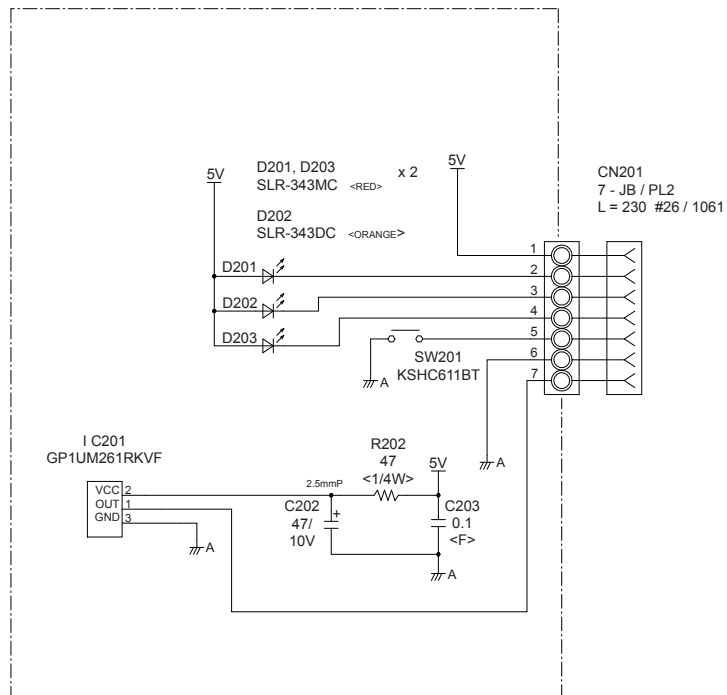 5V
D201, D203 x 2
SLR-343MC <RED>
D202
SLR-343DC <ORANGE>
5V
CN201
7 - JB / PL2
L = 230 #26 / 1061
D201
D202
D203
1
2
3
4
5
6
7
SW201
KSHC611BT
A
A
I C201
GP1UM261RKVF
VCC 2
OUT 1
GND 3
A
2.5mmP
R202
47
<1/4W>
5V
C202
47/
10V
+
C203
0.1
<F>
A